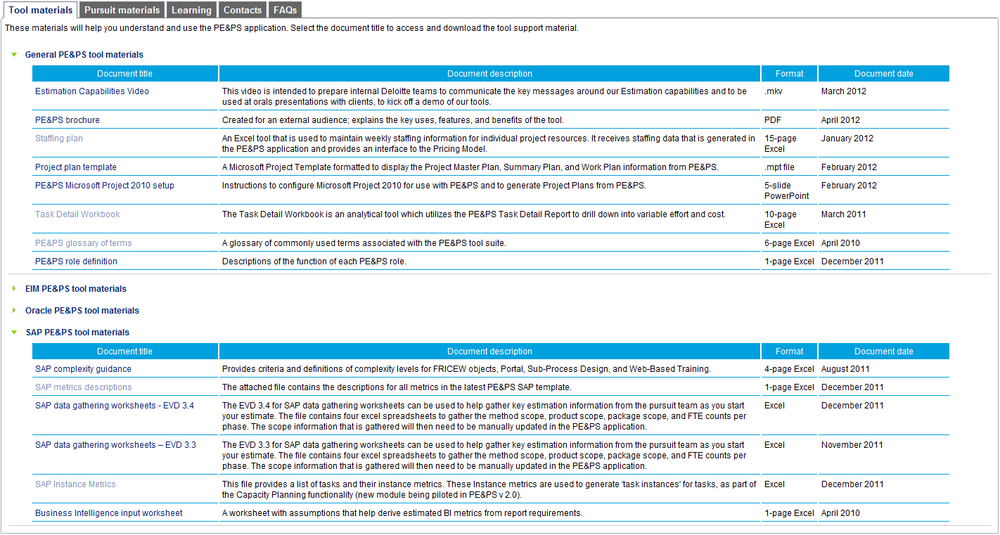 Tool materials Pursuit materials Learning Contacts FAQs
These materials will help you understand and use the PE&PS application. Select the document title to access and download the tool support material.
General PE&PS tool materials
Document title Document description Format Document date
Estimation Capabilities Video This video is intended to prepare internal Deloitte teams to communicate the key messages around our Estimation capabilities and to be .mkv March 2012
used at orals presentations with clients, to kick off a demo of our tools.
PE&PS brochure Created for an external audience; explains the key uses, features, and benefits of the tool. PDF April 2012
Staffing plan An Excel tool that is used to maintain weekly staffing information for individual project resources. It receives staffing data that is generated in 15-page January 2012
the PE&PS application and provides an interface to the Pricing Model. Excel
Project plan template A Microsoft Project Template formatted to display the Project Master Plan, Summary Plan, and Work Plan information from PE&PS. .mpt file February 2012
PE&PS Microsoft Project 2010 setup Instructions to configure Microsoft Project 2010 for use with PE&PS and to generate Project Plans from PE&PS. 5-slide February 2012
PowerPoint
Task Detail Workbook The Task Detail Workbook is an analytical tool which utilizes the PE&PS Task Detail Report to drill down into variable effort and cost. 10-page March 2011
Excel
PE&PS glossary of terms A glossary of commonly used terms associated with the PE&PS tool suite. 6-page Excel April 2010
PE&PS role definition Descriptions of the function of each PE&PS role. 1-page Excel December 2011
EIM PE&PS tool materials
Oracle PE&PS tool materials
SAP PE&PS tool materials
Document title Document description Format Document date
SAP complexity guidance Provides criteria and definitions of complexity levels for FRICEW objects, Portal, Sub-Process Design, and Web-Based Training. 4-page Excel August 2011
SAP metrics descriptions The attached file contains the descriptions for all metrics in the latest PE&PS SAP template. 1-page Excel December 2011
SAP data gathering worksheets - EVD 3.4 The EVD 3.4 for SAP data gathering worksheets can be used to help gather key estimation information from the pursuit team as you start Excel December 2011
your estimate. The file contains four excel spreadsheets to gather the method scope, product scope, package scope, and FTE counts per
phase. The scope information that is gathered will then need to be manually updated in the PE&PS application.
SAP data gathering worksheets – EVD 3.3 The EVD 3.3 for SAP data gathering worksheets can be used to help gather key estimation information from the pursuit team as you start Excel November 2011
your estimate. The file contains four excel spreadsheets to gather the method scope, product scope, package scope, and FTE counts per
phase. The scope information that is gathered will then need to be manually updated in the PE&PS application.
SAP Instance Metrics This file provides a list of tasks and their instance metrics. These Instance metrics are used to generate 'task instances' for tasks, as part of Excel December 2011
the Capacity Planning functionality (new module being piloted in PE&PS v 2.0).
Business Intelligence input worksheet A worksheet with assumptions that help derive estimated BI metrics from report requirements. 1-page Excel April 2010